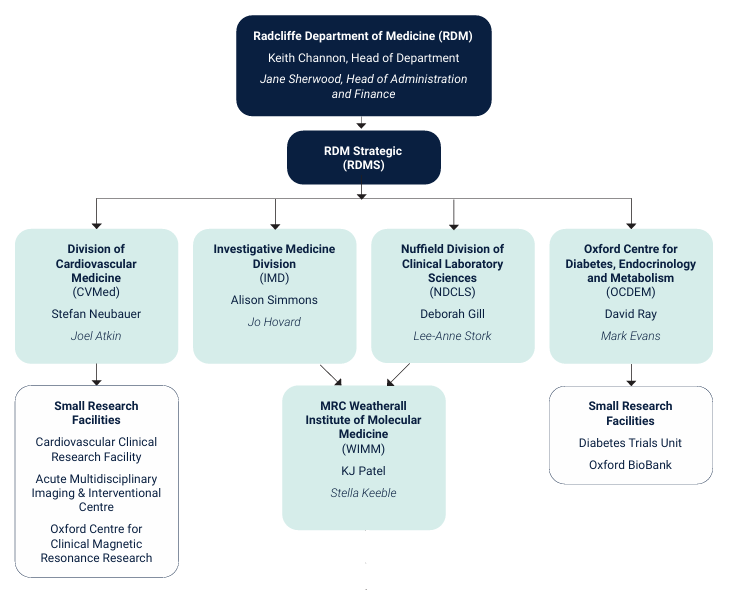 Radcliffe Department of Medicine (RDM)
Keith Channon, Head of Department
Jane Sherwood, Head of Administration
and Finance
RDM Strategic
(RDMS)
Division of
Cardiovascular
Medicine
(CVMed)
Stefan Neubauer
Joel Atkin
Investigative Medicine
Division
(IMD)
Alison Simmons
Jo Hovard
Nuffield Division of
Clinical Laboratory
Sciences
(NDCLS)
Deborah Gill
Lee-Anne Stork
Oxford Centre for
Diabetes, Endocrinology
and Metabolism
(OCDEM)
David Ray
Mark Evans
Small Research
Facilities
Cardiovascular Clinical
Research Facility
Acute Multidisciplinary
Imaging & Interventional
Centre
Oxford Centre for
Clinical Magnetic
Resonance Research
MRC Weatherall
Institute of Molecular
Medicine
(WIMM)
KJ Patel
Stella Keeble
Small Research
Facilities
Diabetes Trials Unit
Oxford BioBank